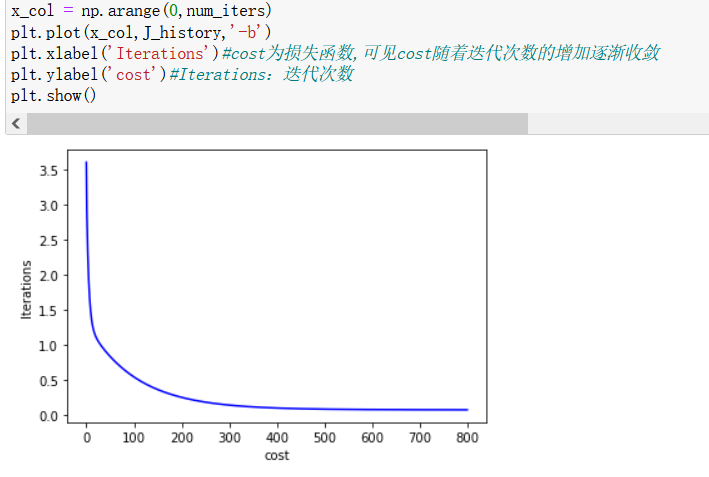 x_col = np.arange(0,num_iters)
plt.plot(x_col,J_history,'-b')
plt.xlabel('Iterations')#cost为损失函数,可见cost随着迭代次数的增加逐渐收敛
plt.ylabel('cost')#Iterations：迭代次数
plt.show()
3.5
3.0
2.5
2.0
1.5
1.0
0.5
0.0
Iterations
0 100 200 300 400 500 600 700 800
cost